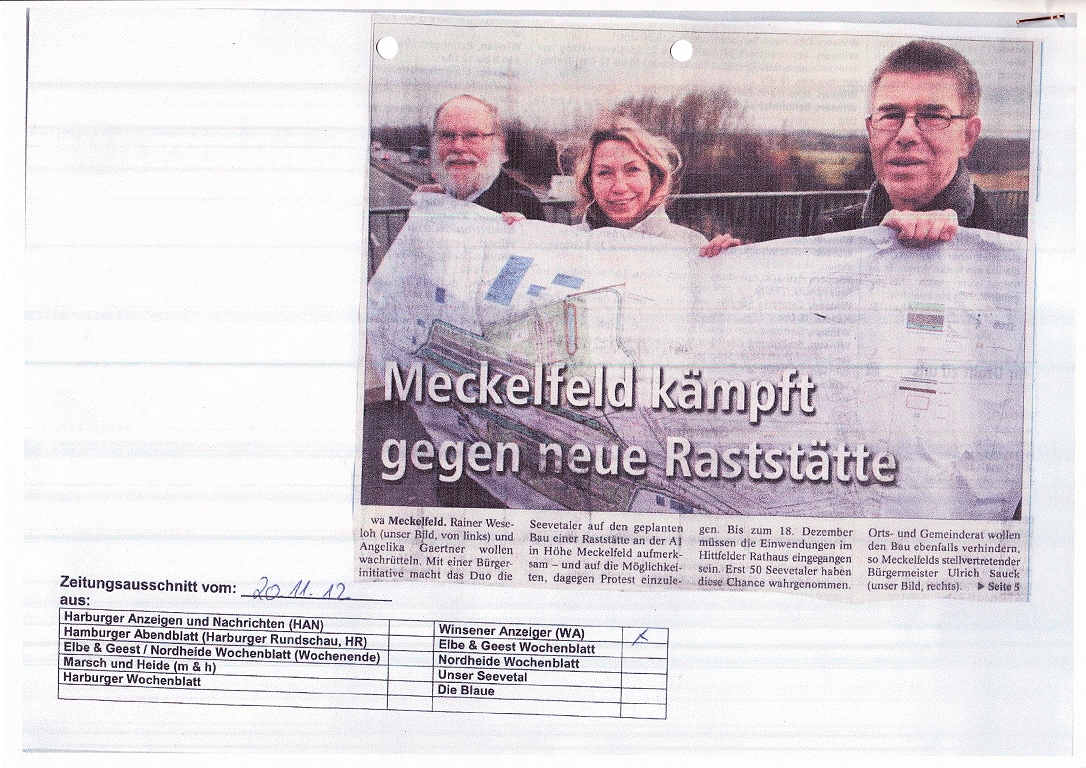 Meckelfeld kämpft
gegen neue Raststätte
wa Meckelfeld. Rainer Wese-
loh (unser Bild, von links) und
Angelika Gaertner wollen
wachrütteln. Mit einer Bürger-
initiative macht das Duo die
Seevetaler auf den geplanten
Bau einer Raststätte an der A1
in Höhe Meckelfeld aufmerk-
sam – und auf die Möglichkei-
ten, dagegen Protest einzule-
gen. Bis zum 18. Dezember
müssen die Einwendungen im
Hittfelder Rathaus eingegangen
sein. Erst 50 Seevetaler haben
diese Chance wahrgenommen.
Orts- und Gemeinderat wollen
den Bau ebenfalls verhindern,
so Meckelfelds stellvertretender
Bürgermeister Ulrich Sauck
(unser Bild, rechts). ▶ Seite 5
Zeitungsausschnitt vom: 20.11.12
aus:
Harburger Anzeigen und Nachrichten (HAN)
Hamburger Abendblatt (Harburger Rundschau, HR)
Elbe & Geest / Nordheide Wochenblatt (Wochenende)
Marsch und Heide (m & h)
Harburger Wochenblatt
Winsener Anzeiger (WA) x
Elbe & Geest Wochenblatt
Nordheide Wochenblatt
Unser Seevetal
Die Blaue